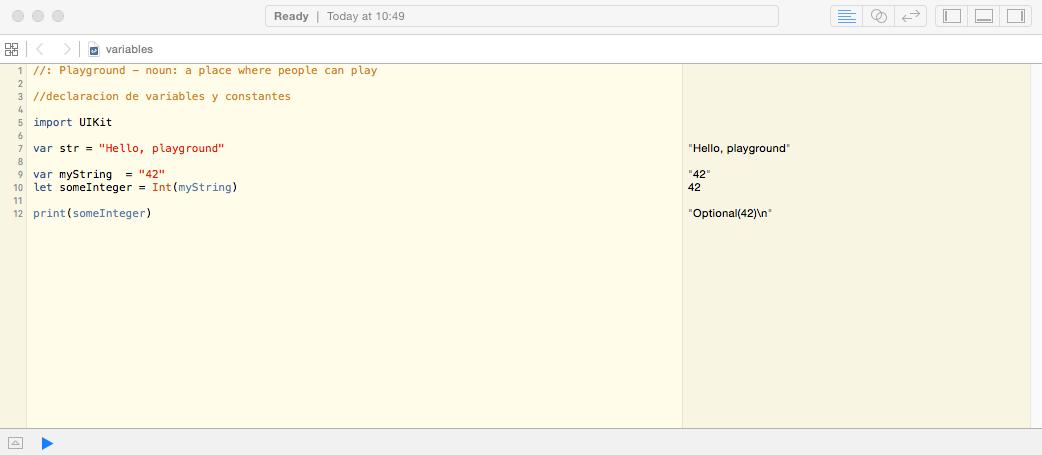 Ready | Today at 10:49
variables
1 //: Playground - noun: a place where people can play
2
3 //declaracion de variables y constantes
4
5 import UIKit
6
7 var str = "Hello, playground" "Hello, playground"
8
9 var myString  = "42" "42"
10 let someInteger = Int(myString) 42
11
12 print(someInteger) "Optional(42)\n"